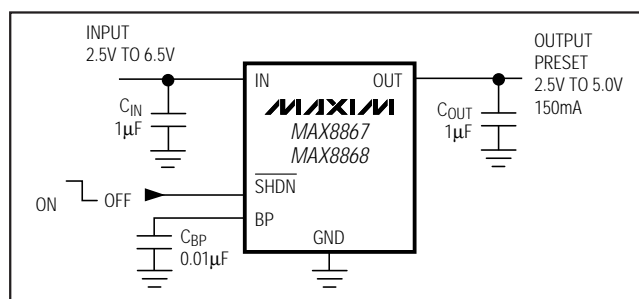 INPUT
2.5V TO 6.5V
OUTPUT
PRESET
2.5V TO 5.0V
150mA
IN
OUT
MAXIM
MAX8867
MAX8868
CIN
1μF
COUT
1μF
SHDN
ON
OFF
BP
CBP
0.01μF
GND